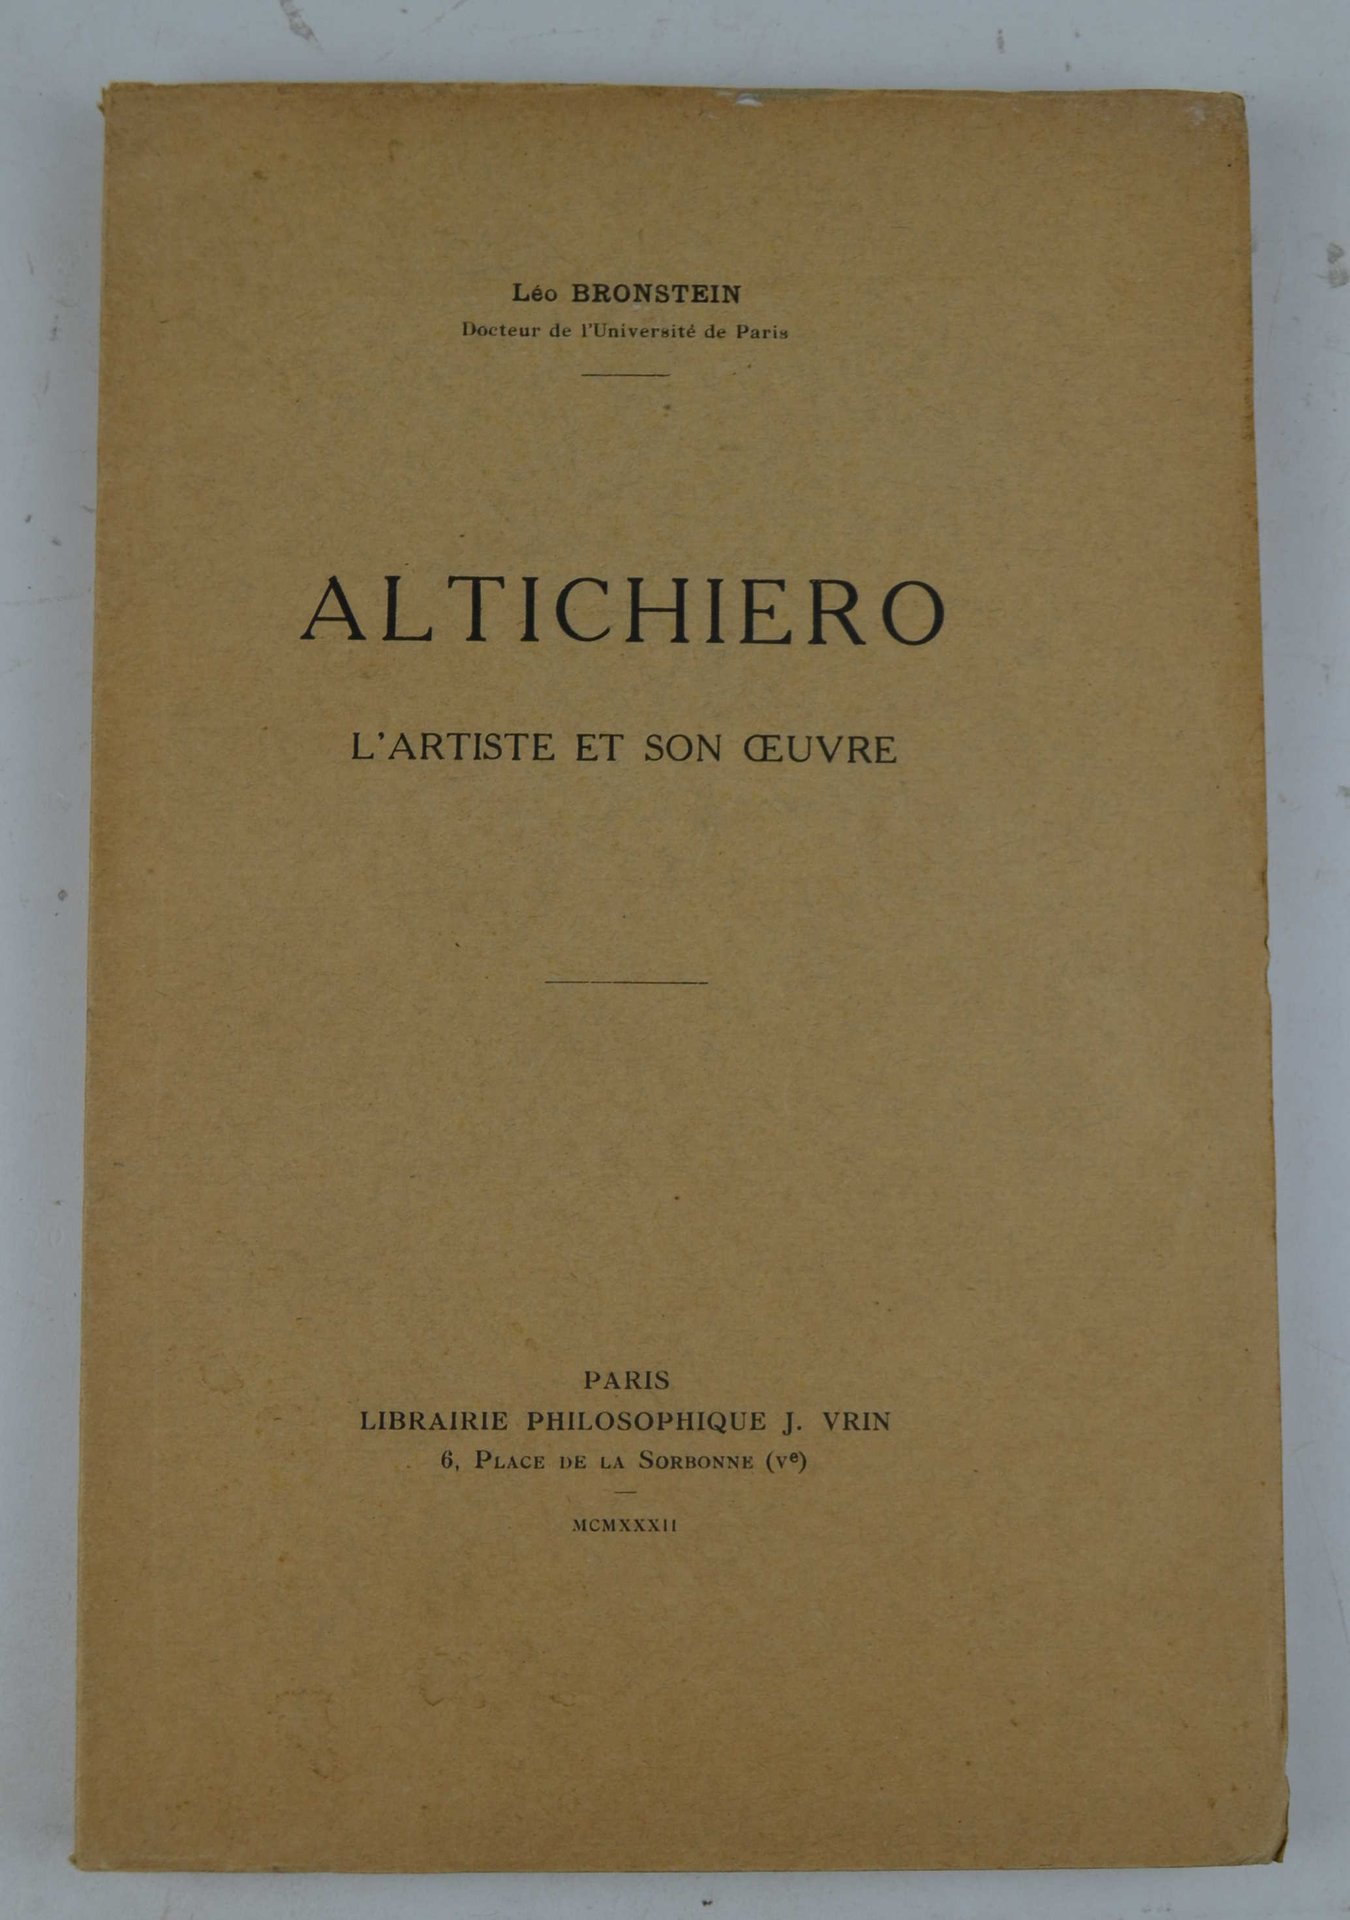 Léo BRONSTEIN
Docteur de l'Université de Paris
ALTICHIERO
L'ARTISTE ET SON ŒUVRE
PARIS
LIBRAIRIE PHILOSOPHIQUE J. VRIN
6, Place de la Sorbonne (Ve)
MCMXXXII